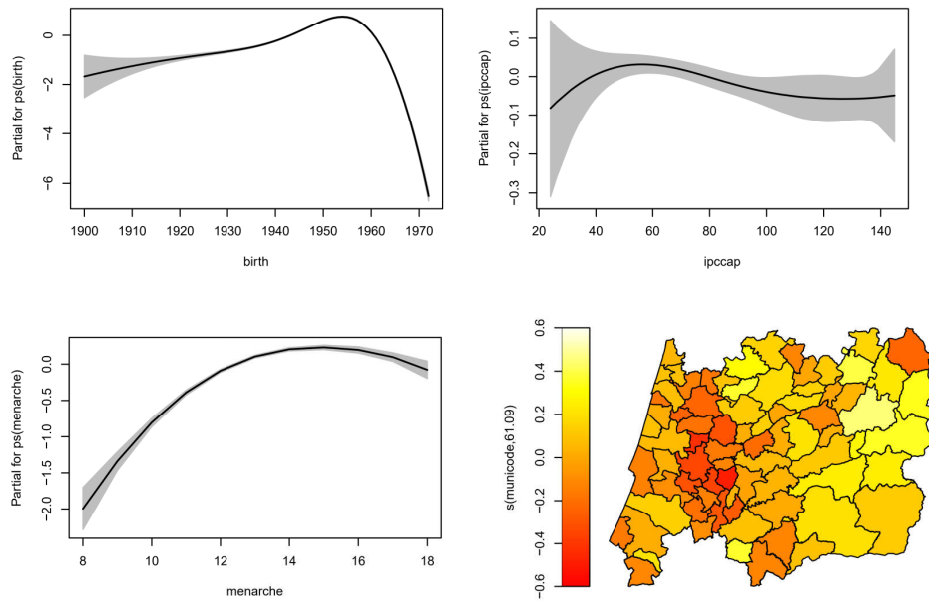 Partial for ps(birth)
0
−2
−4
−6
1900 1910 1920 1930 1940 1950 1960 1970
birth
Partial for ps(ipccap)
0.1
0.0
−0.1
−0.2
−0.3
20 40 60 80 100 120 140
ipccap
Partial for ps(menarche)
0.0
−0.5
−1.0
−1.5
−2.0
8 10 12 14 16 18
menarche
s(municode,61.09)
0.6
0.4
0.2
0.0
−0.2
−0.4
−0.6